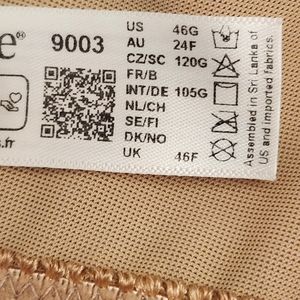 e® 9003
US 46G
AU 24F
CZ/SC 120G
FR/B
INT/DE 105G
NL/CH
SE/FI
DK/NO
UK 46F
s.fr
Assembled in Sri Lanka of
US and imported fabrics.